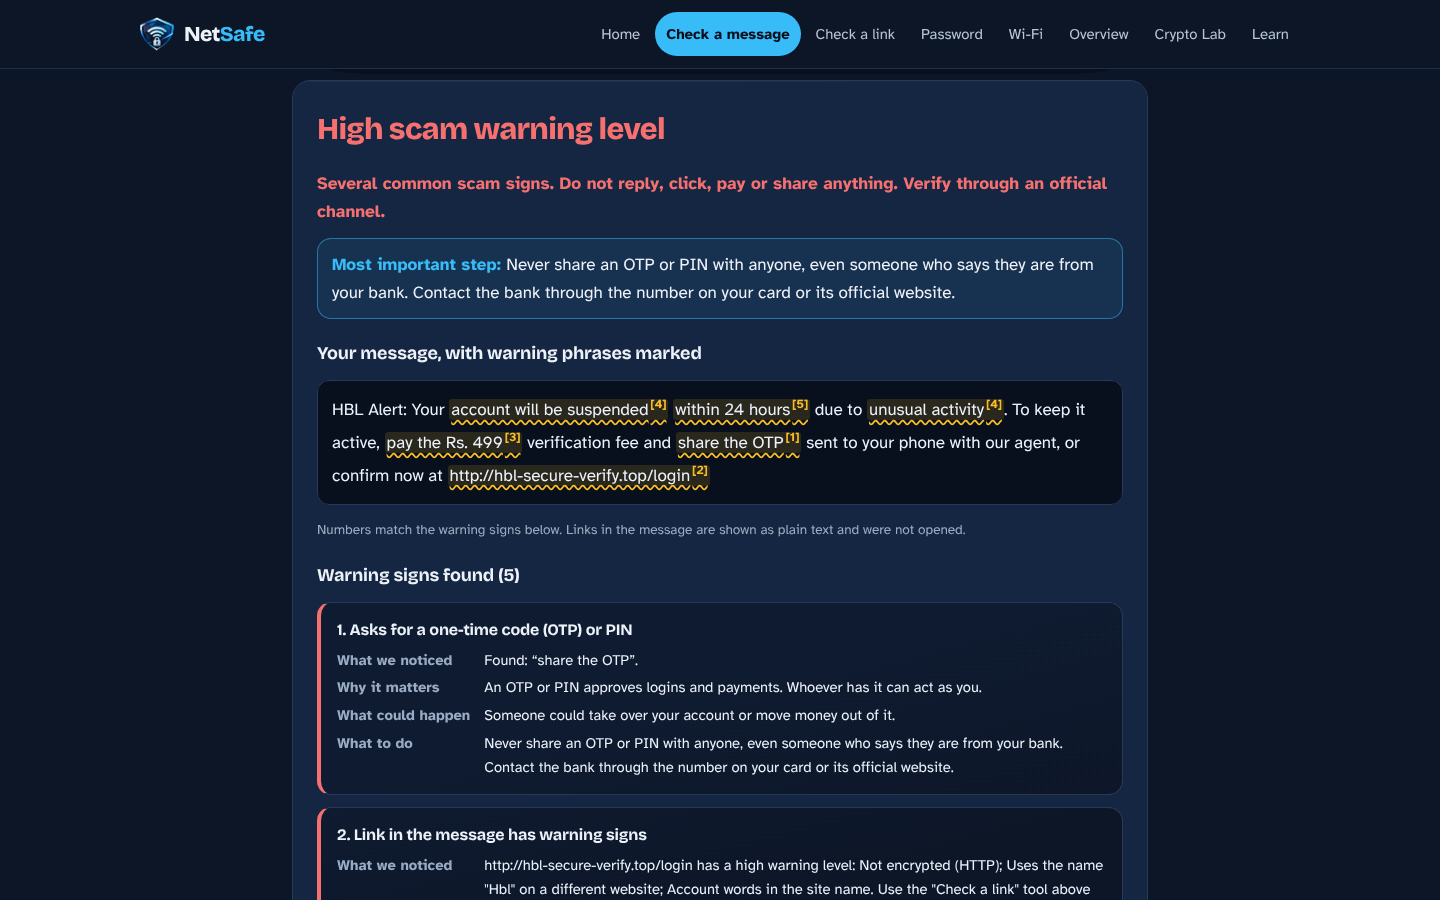 NetSafe
Home
Check a message
Check a link
Password
Wi-Fi
Overview
Crypto Lab
Learn
High scam warning level
Several common scam signs. Do not reply, click, pay or share anything. Verify through an official
channel.
Most important step: Never share an OTP or PIN with anyone, even someone who says they are from
your bank. Contact the bank through the number on your card or its official website.
Your message, with warning phrases marked
HBL Alert: Your account will be suspended[4] within 24 hours[5] due to unusual activity[4]. To keep it
active, pay the Rs. 499[3] verification fee and share the OTP[1] sent to your phone with our agent, or
confirm now at http://hbl-secure-verify.top/login[2]
Numbers match the warning signs below. Links in the message are shown as plain text and were not opened.
Warning signs found (5)
1. Asks for a one-time code (OTP) or PIN
What we noticed Found: “share the OTP”.
Why it matters An OTP or PIN approves logins and payments. Whoever has it can act as you.
What could happen Someone could take over your account or move money out of it.
What to do Never share an OTP or PIN with anyone, even someone who says they are from your bank.
Contact the bank through the number on your card or its official website.
2. Link in the message has warning signs
What we noticed http://hbl-secure-verify.top/login has a high warning level: Not encrypted (HTTP); Uses the name
"Hbl" on a different website; Account words in the site name. Use the "Check a link" tool above